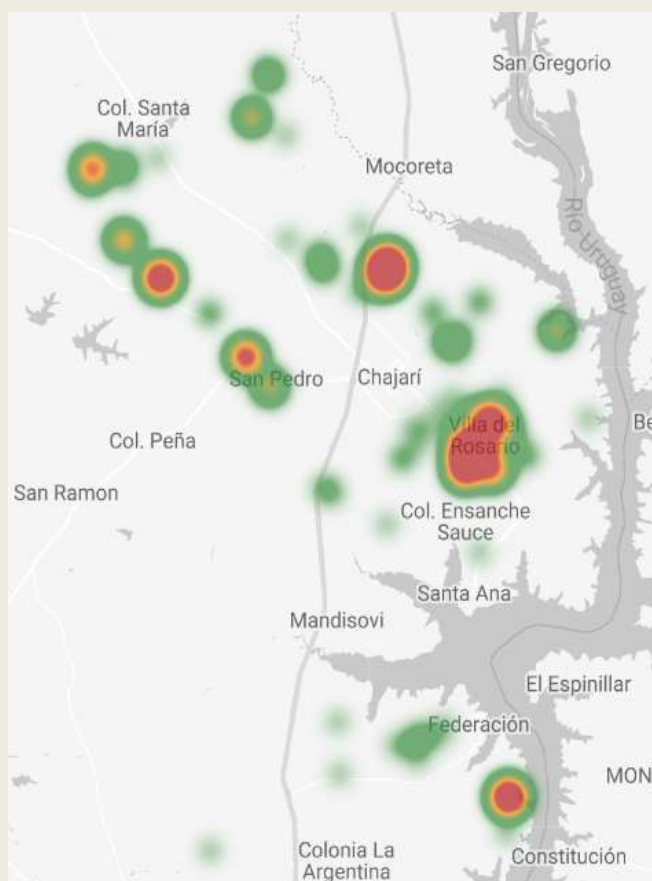 San Gregorio
Col. Santa
María
Mocoreta
Río Uruguay
San Pedro
Chajarí
Villa del
Rosario
Col. Peña
San Ramon
Col. Ensanche
Sauce
Santa Ana
Mandisovi
El Espinillar
Federación
MON
Colonia La
Argentina
Constitución